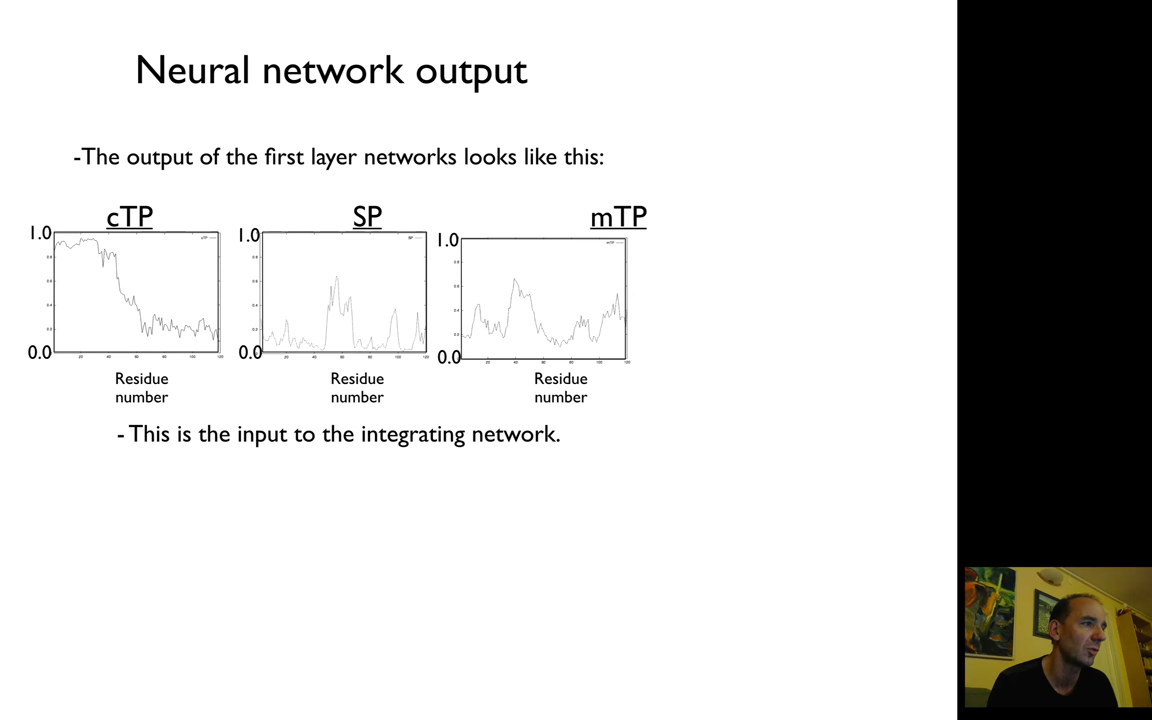 Neural network output
-The output of the first layer networks looks like this:
cTP SP mTP
1.0 1.0 1.0
0.0 0.0 0.0
Residue number Residue number Residue number
- This is the input to the integrating network.